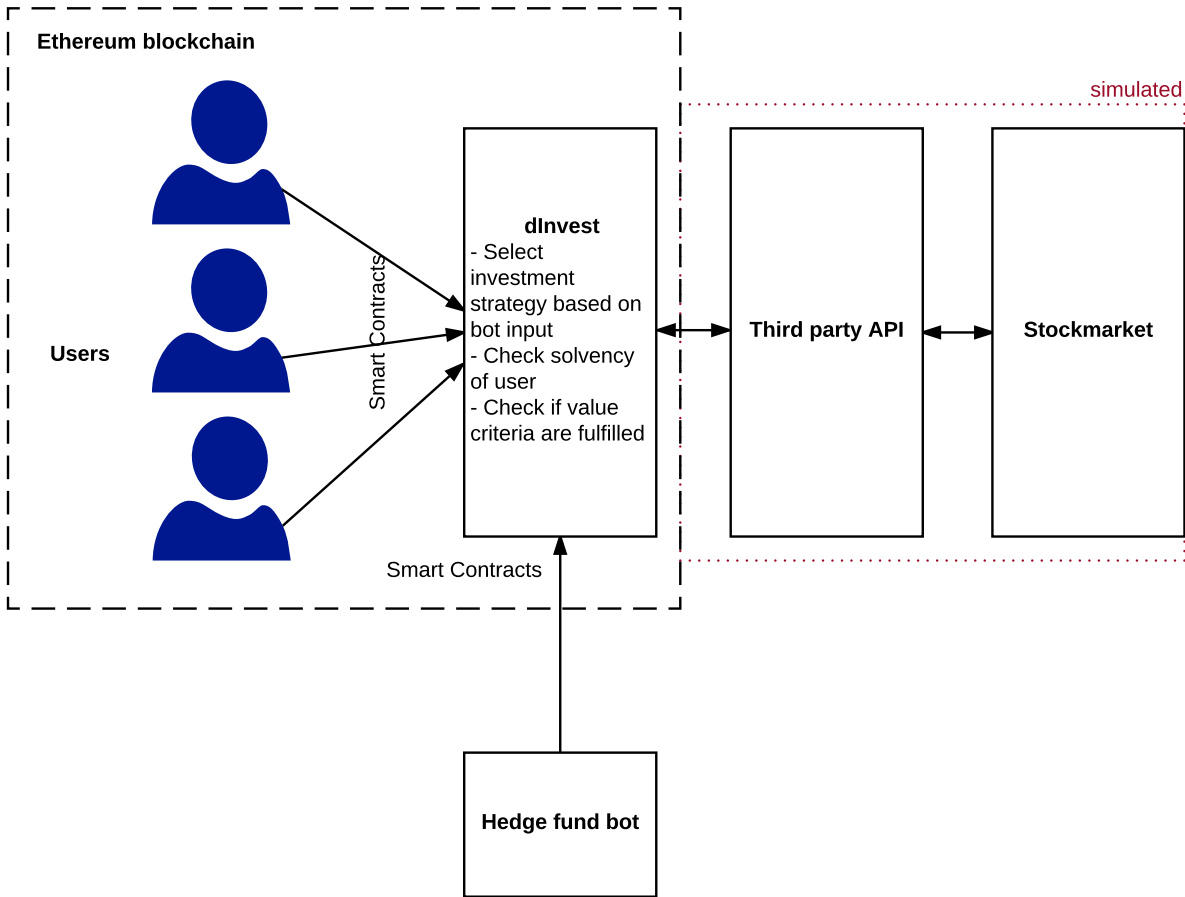 Ethereum blockchain
simulated
Users
Smart Contracts
dInvest
- Select
investment
strategy based on
bot input
- Check solvency
of user
- Check if value
criteria are fulfilled
Third party API
Stockmarket
Smart Contracts
Hedge fund bot